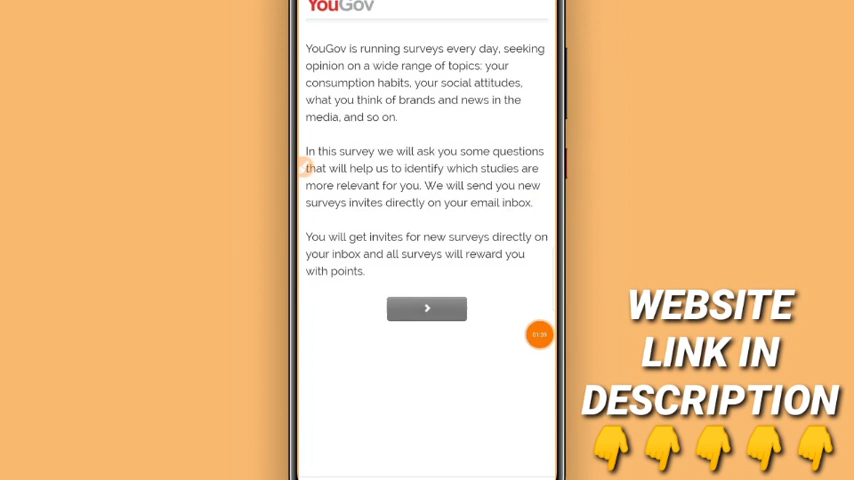 YouGov
YouGov is running surveys every day, seeking
opinion on a wide range of topics: your
consumption habits, your social attitudes,
what you think of brands and news in the
media, and so on.
In this survey we will ask you some questions
that will help us to identify which studies are
more relevant for you. We will send you new
surveys invites directly on your email inbox.
You will get invites for new surveys directly on
your inbox and all surveys will reward you
with points.
01:39
WEBSITE
LINK IN
DESCRIPTION